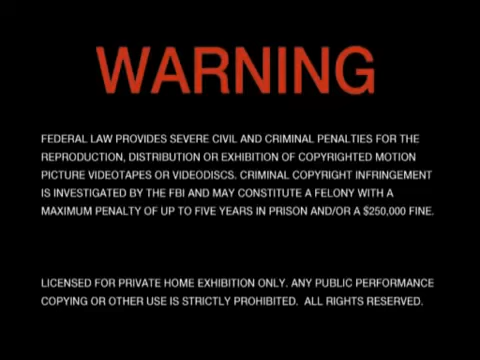 WARNING
FEDERAL LAW PROVIDES SEVERE CIVIL AND CRIMINAL PENALTIES FOR THE
REPRODUCTION, DISTRIBUTION OR EXHIBITION OF COPYRIGHTED MOTION
PICTURE VIDEOTAPES OR VIDEODISCS. CRIMINAL COPYRIGHT INFRINGEMENT
IS INVESTIGATED BY THE FBI AND MAY CONSTITUTE A FELONY WITH A
MAXIMUM PENALTY OF UP TO FIVE YEARS IN PRISON AND/OR A $250,000 FINE.
LICENSED FOR PRIVATE HOME EXHIBITION ONLY. ANY PUBLIC PERFORMANCE
COPYING OR OTHER USE IS STRICTLY PROHIBITED. ALL RIGHTS RESERVED.